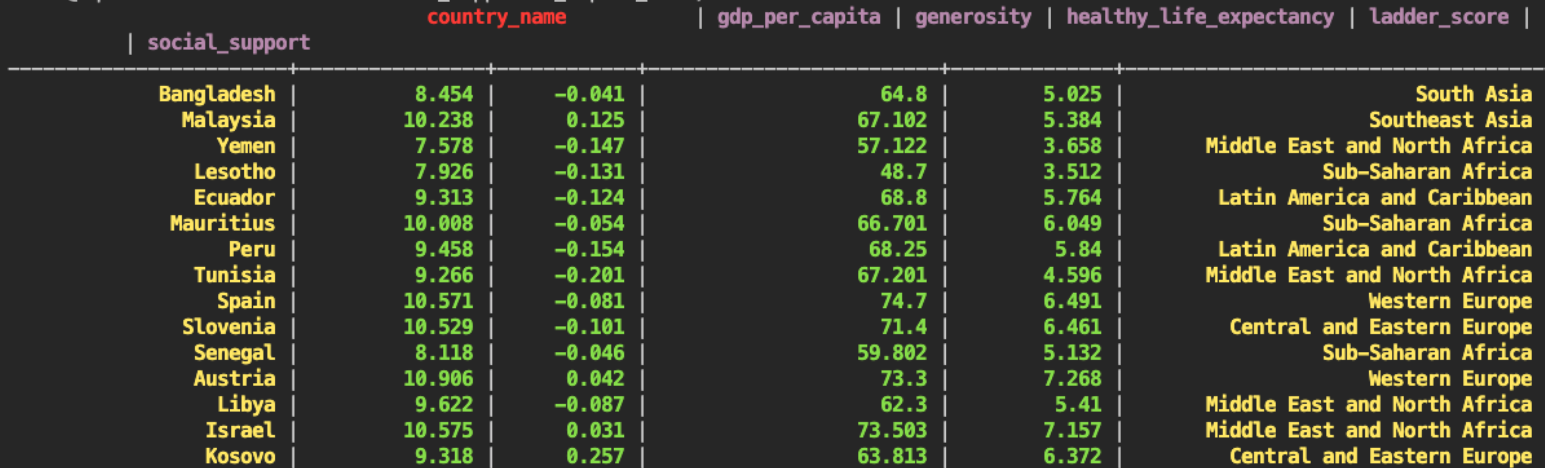 country_name | gdp_per_capita | generosity | healthy_life_expectancy | ladder_score |
| social_support
-------------------------+-----------------+------------+-------------------------+--------------+------------------------------------
Bangladesh | 8.454 | -0.041 | 64.8 | 5.025 | South Asia
Malaysia | 10.238 | 0.125 | 67.102 | 5.384 | Southeast Asia
Yemen | 7.578 | -0.147 | 57.122 | 3.658 | Middle East and North Africa
Lesotho | 7.926 | -0.131 | 48.7 | 3.512 | Sub-Saharan Africa
Ecuador | 9.313 | -0.124 | 68.8 | 5.764 | Latin America and Caribbean
Mauritius | 10.008 | -0.054 | 66.701 | 6.049 | Sub-Saharan Africa
Peru | 9.458 | -0.154 | 68.25 | 5.84 | Latin America and Caribbean
Tunisia | 9.266 | -0.201 | 67.201 | 4.596 | Middle East and North Africa
Spain | 10.571 | -0.081 | 74.7 | 6.491 | Western Europe
Slovenia | 10.529 | -0.101 | 71.4 | 6.461 | Central and Eastern Europe
Senegal | 8.118 | -0.046 | 59.802 | 5.132 | Sub-Saharan Africa
Austria | 10.906 | 0.042 | 73.3 | 7.268 | Western Europe
Libya | 9.622 | -0.087 | 62.3 | 5.41 | Middle East and North Africa
Israel | 10.575 | 0.031 | 73.503 | 7.157 | Middle East and North Africa
Kosovo | 9.318 | 0.257 | 63.813 | 6.372 | Central and Eastern Europe